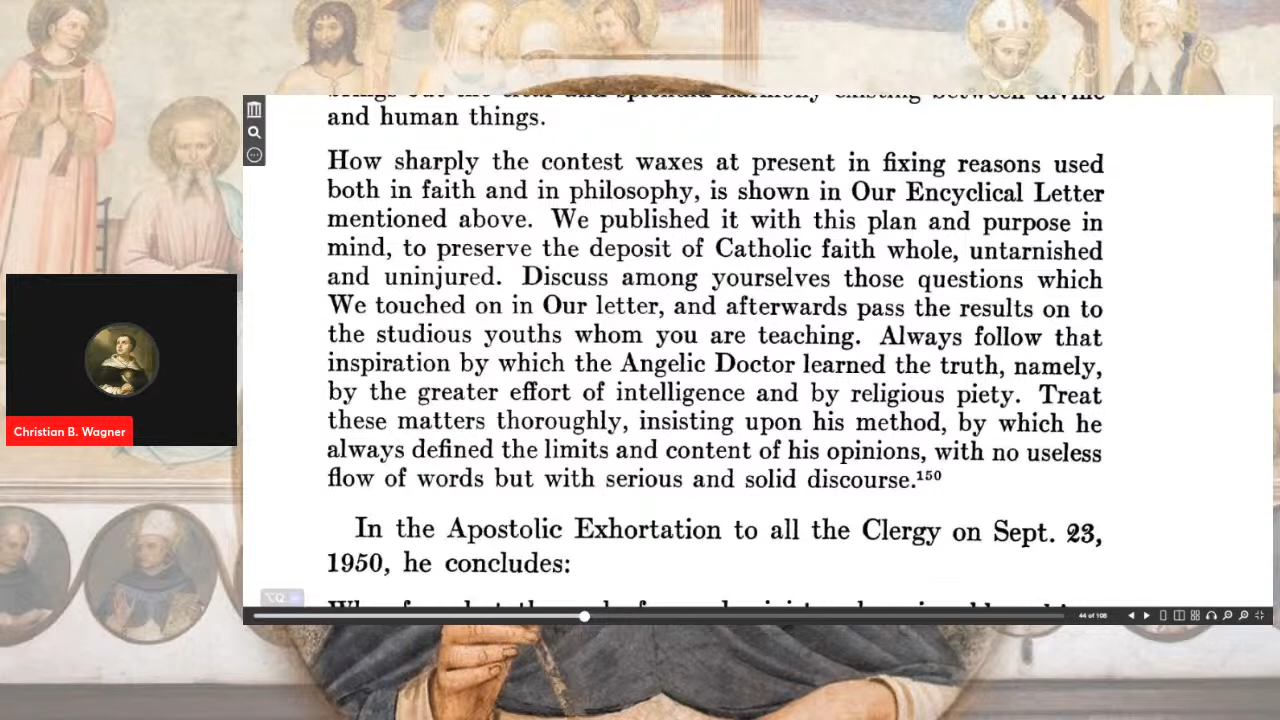 and human things.
How sharply the contest waxes at present in fixing reasons used
both in faith and in philosophy, is shown in Our Encyclical Letter
mentioned above. We published it with this plan and purpose in
mind, to preserve the deposit of Catholic faith whole, untarnished
and uninjured. Discuss among yourselves those questions which
We touched on in Our letter, and afterwards pass the results on to
the studious youths whom you are teaching. Always follow that
inspiration by which the Angelic Doctor learned the truth, namely,
by the greater effort of intelligence and by religious piety. Treat
these matters thoroughly, insisting upon his method, by which he
always defined the limits and content of his opinions, with no useless
flow of words but with serious and solid discourse.¹⁵⁰
In the Apostolic Exhortation to all the Clergy on Sept. 23,
1950, he concludes:
Christian B. Wagner
44 of 108